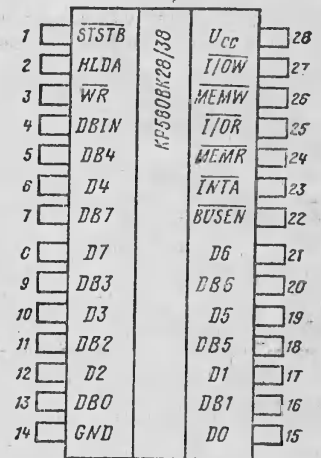 1 STSTB КР580ВК28/38 Ucc 28
2 HLDA I/OW 27
3 WR MEMW 26
4 DBIN I/OR 25
5 DB4 MEMR 24
6 D4 INTA 23
7 DB7 BUSEN 22
8 D7 D6 21
9 DB3 DB6 20
10 D3 D5 19
11 DB2 DB5 18
12 D2 D1 17
13 DB0 DB1 16
14 GND D0 15